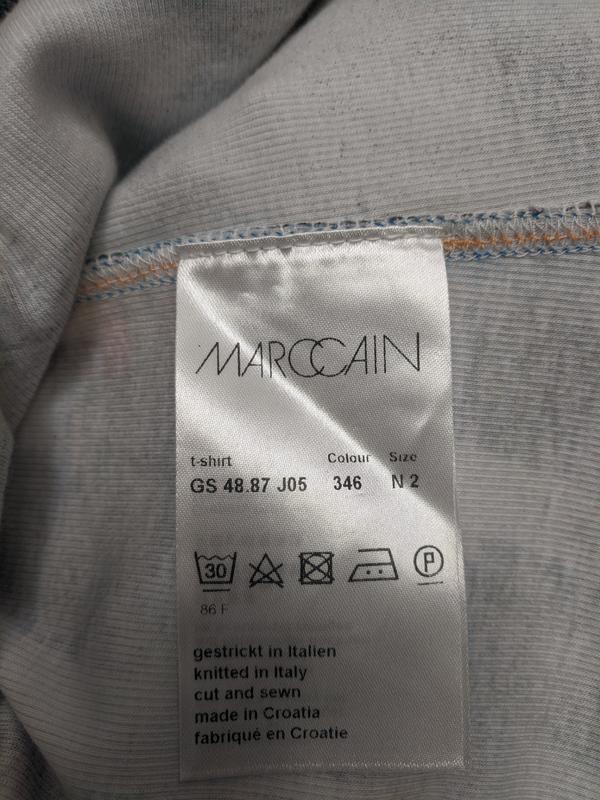 MARCCAIN
t-shirt Colour Size
GS 48.87 J05 346 N 2
30 P
86 F
gestrickt in Italien
knitted in Italy
cut and sewn
made in Croatia
fabriqué en Croatie